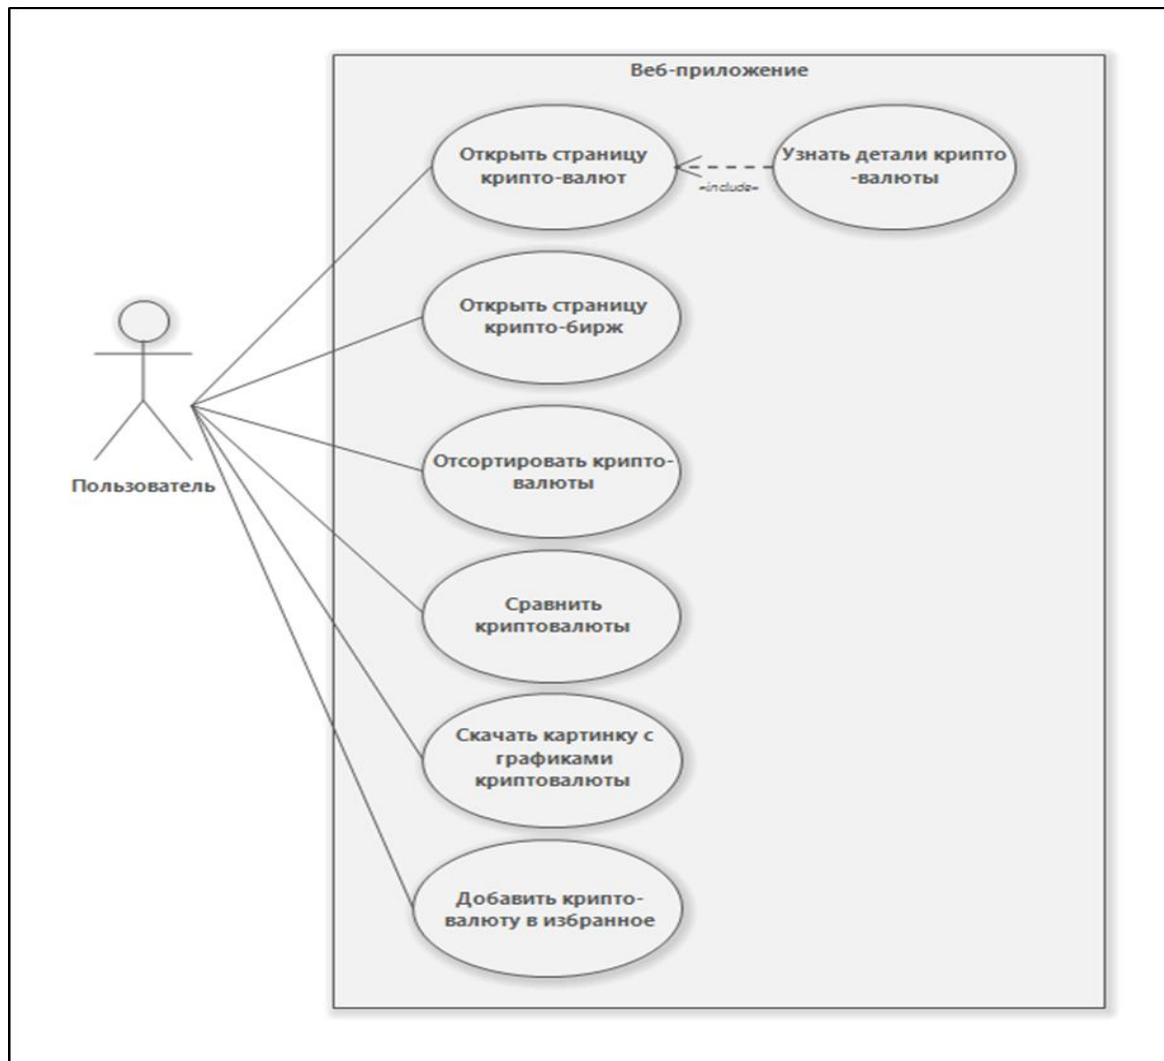 Веб-приложение
Открыть страницу
крипто-валют
Узнать детали крипто
-валюты
«include»
Открыть страницу
крипто-бирж
Пользователь
Отсортировать крипто-
валюты
Сравнить
криптовалюты
Скачать картинку с
графиками
криптовалюты
Добавить крипто-
валюту в избранное